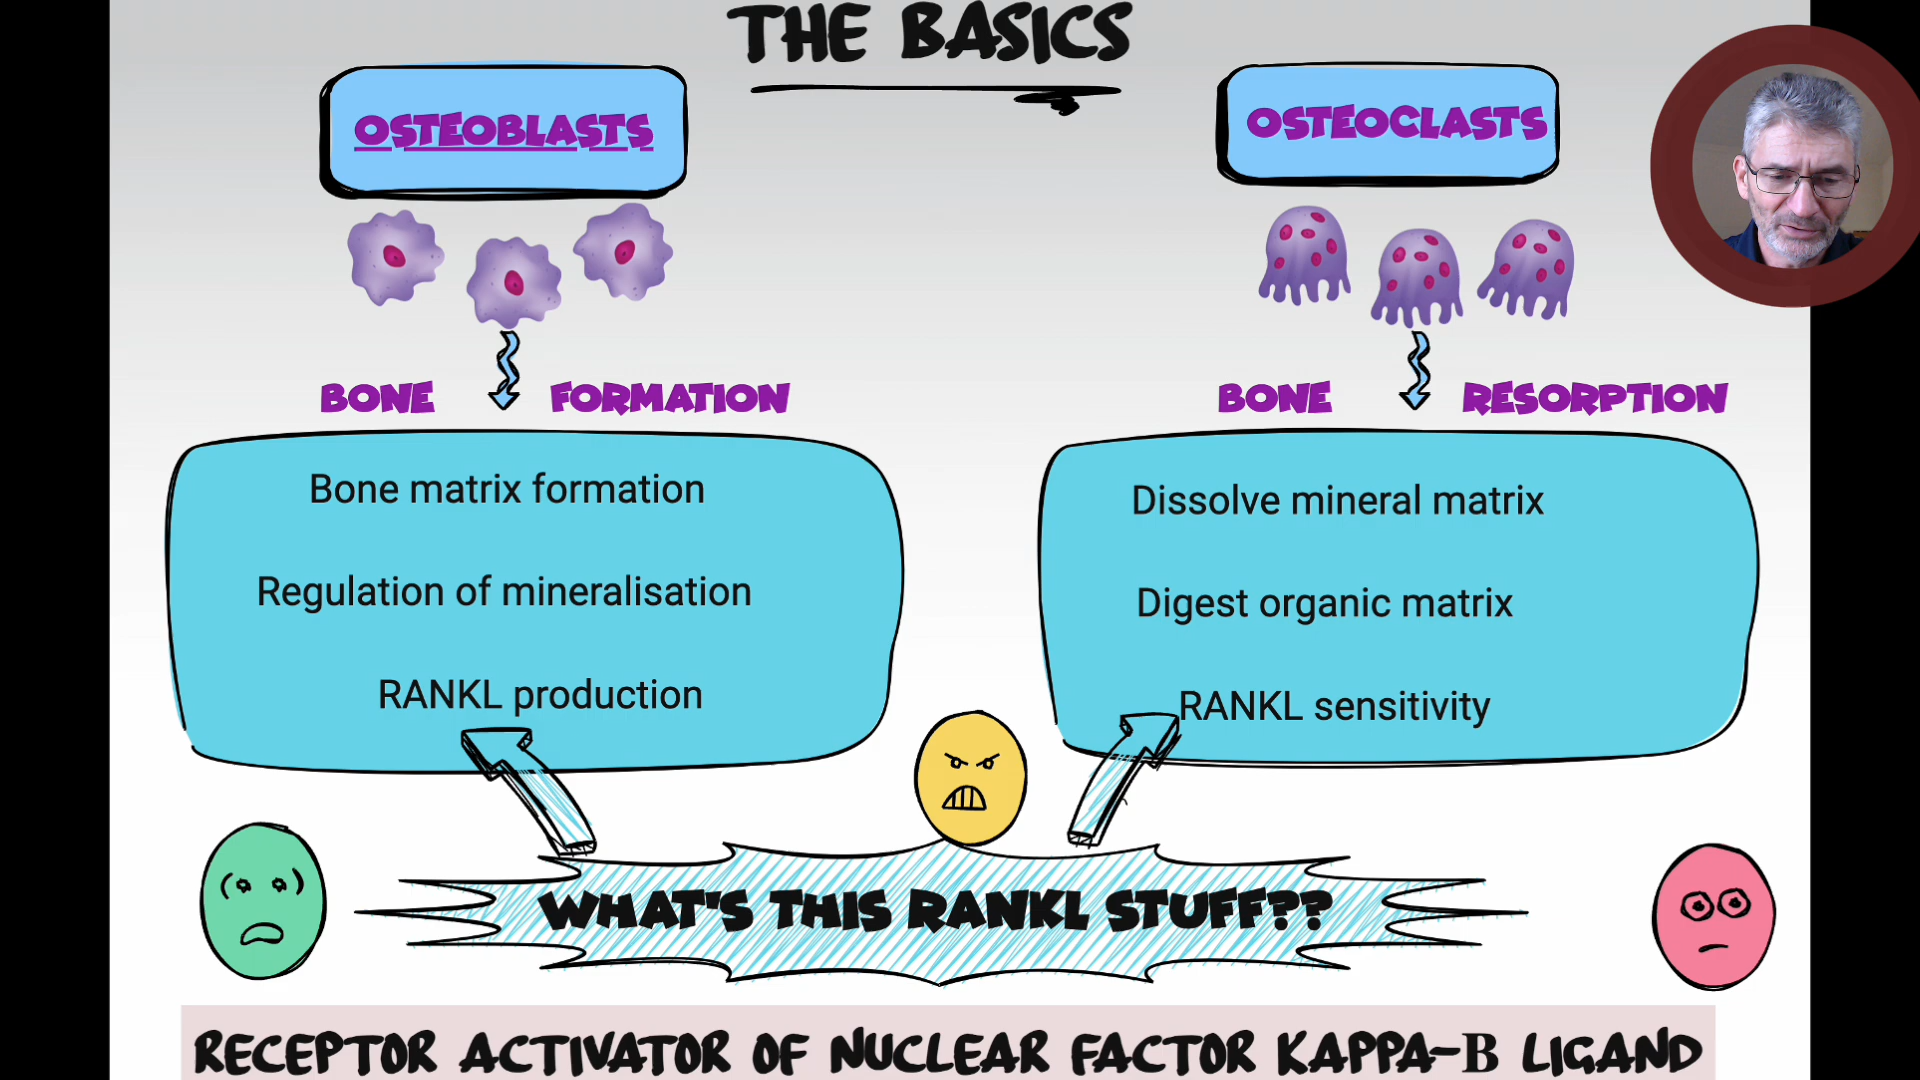 THE BASICS
OSTEOBLASTS
OSTEOCLASTS
BONE FORMATION
BONE RESORPTION
Bone matrix formation
Regulation of mineralisation
RANKL production
Dissolve mineral matrix
Digest organic matrix
RANKL sensitivity
WHAT'S THIS RANKL STUFF??
RECEPTOR ACTIVATOR OF NUCLEAR FACTOR KAPPA-B LIGAND